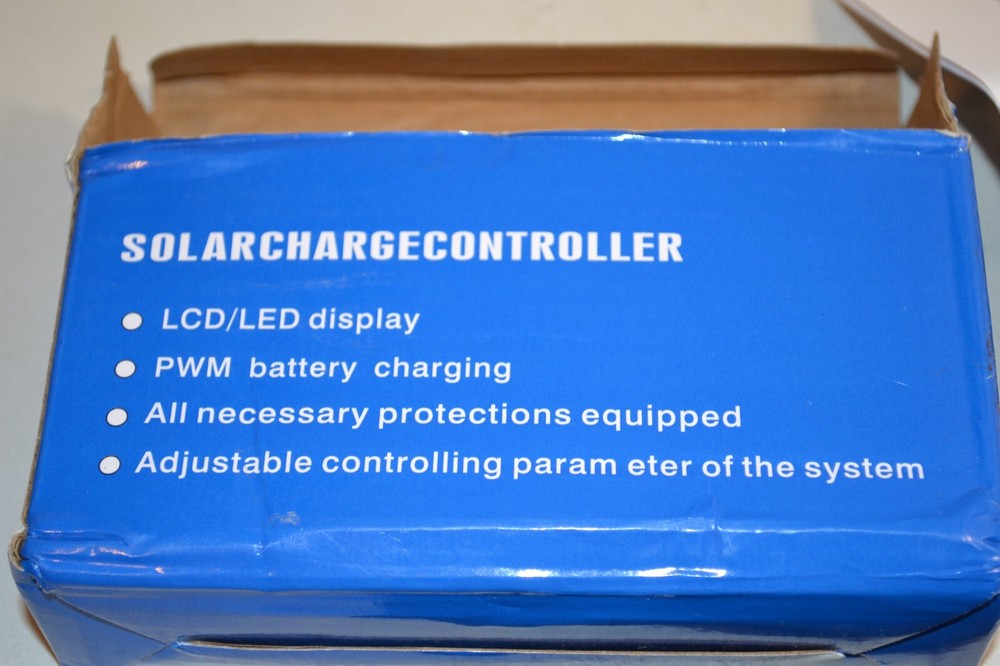 SOLARCHARGECONTROLLER
LCD/LED display
PWM battery charging
All necessary protections equipped
Adjustable controlling param eter of the system